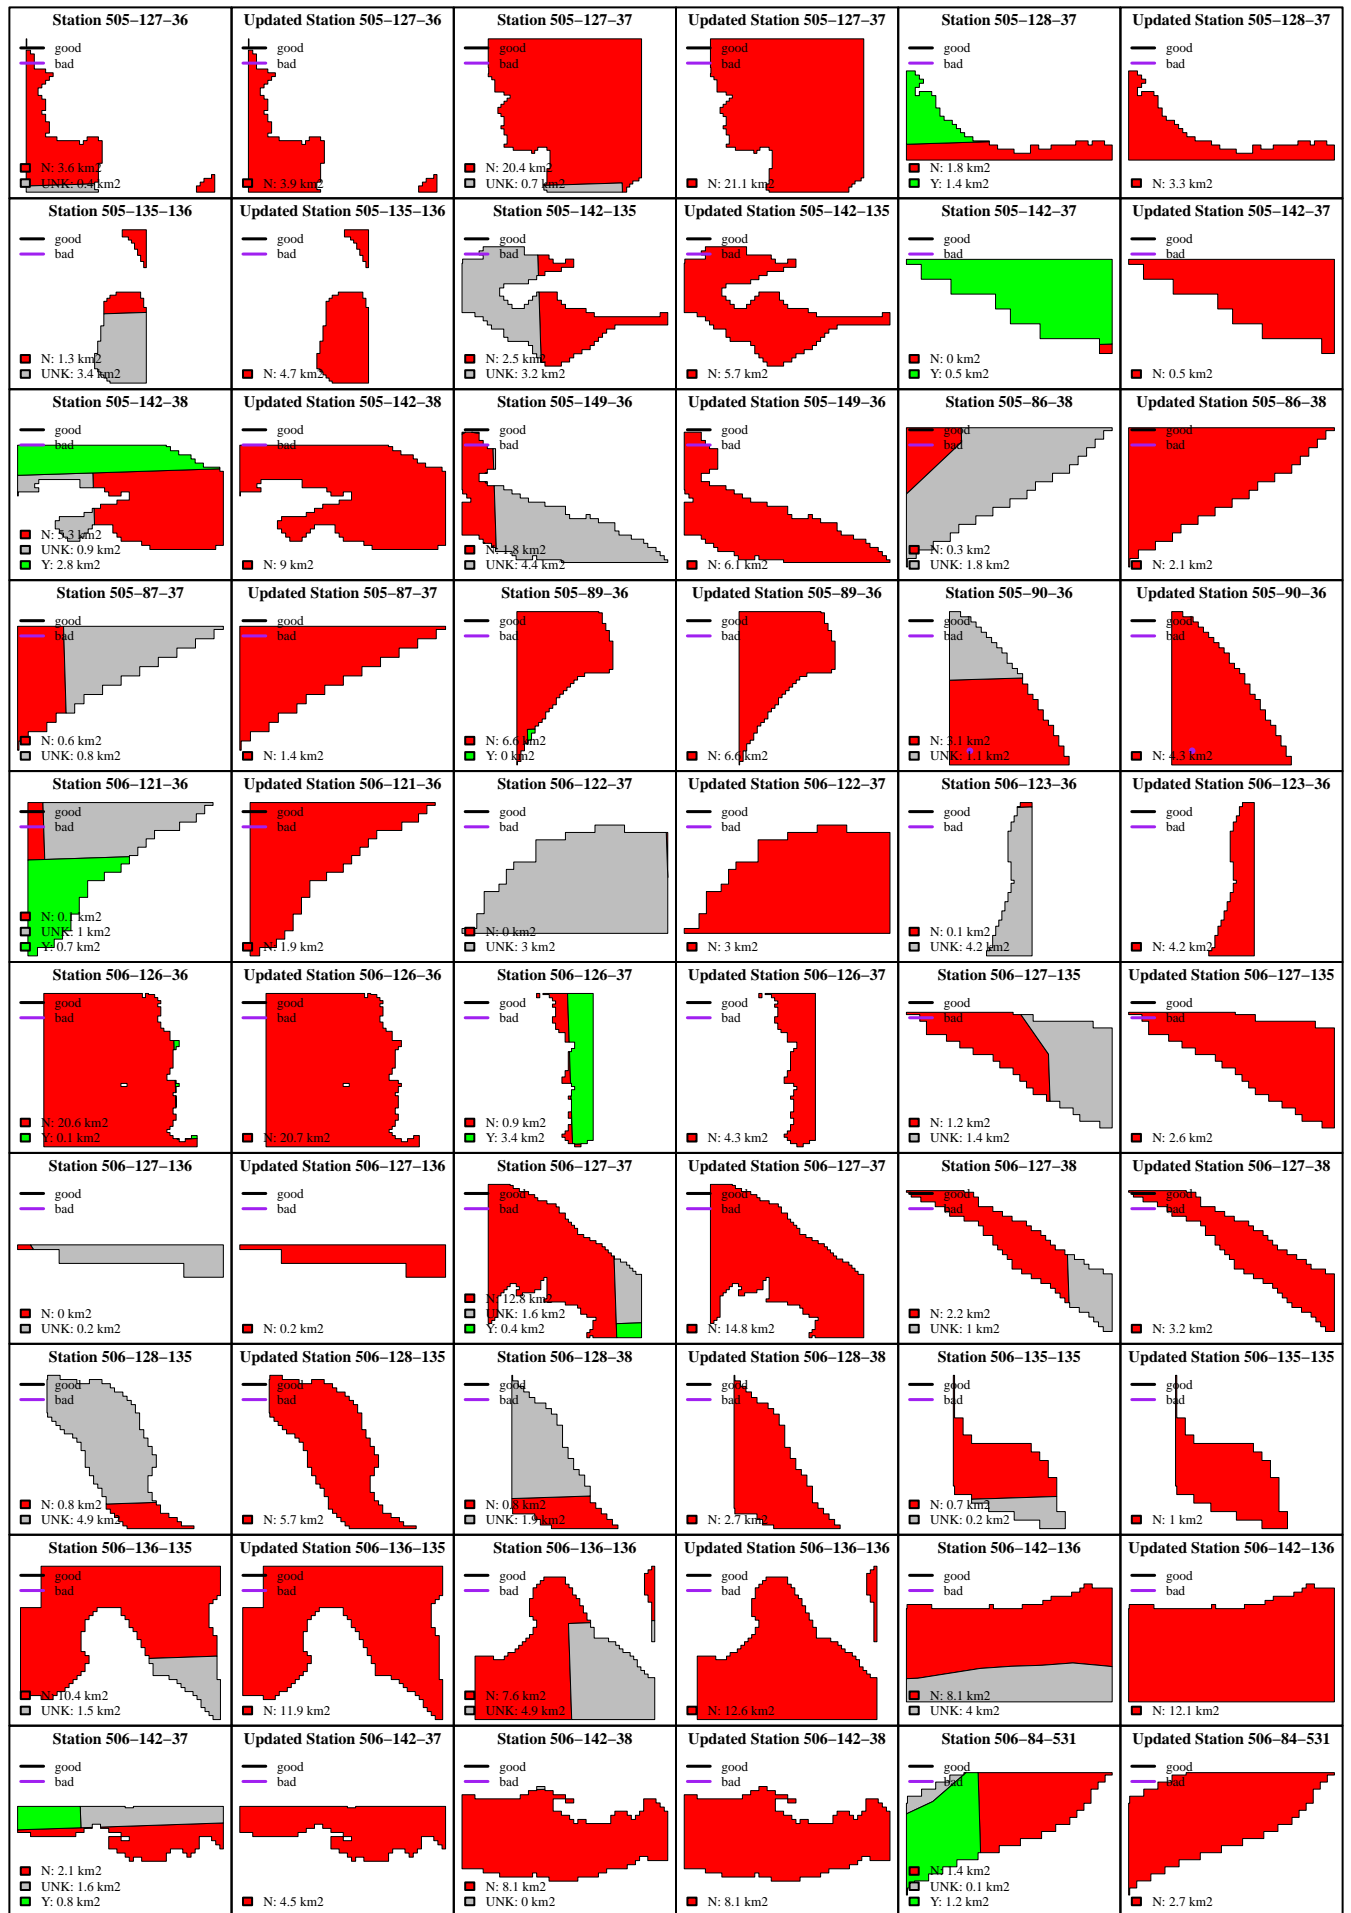 Station 505−127−36
good
bad
N: 3.6 km2
UNK: 0.4 km2
Updated Station 505−127−36
good
bad
N: 3.9 km2
Station 505−127−37
good
bad
N: 20.4 km2
UNK: 0.7 km2
Updated Station 505−127−37
good
bad
N: 21.1 km2
Station 505−128−37
good
bad
N: 1.8 km2
Y: 1.4 km2
Updated Station 505−128−37
good
bad
N: 3.3 km2
Station 505−135−136
good
bad
N: 1.3 km2
UNK: 3.4 km2
Updated Station 505−135−136
good
bad
N: 4.7 km2
Station 505−142−135
good
bad
N: 2.5 km2
UNK: 3.2 km2
Updated Station 505−142−135
good
bad
N: 5.7 km2
Station 505−142−37
good
bad
N: 0 km2
Y: 0.5 km2
Updated Station 505−142−37
good
bad
N: 0.5 km2
Station 505−142−38
good
bad
N: 5.3 km2
UNK: 0.9 km2
Y: 2.8 km2
Updated Station 505−142−38
good
bad
N: 9 km2
Station 505−149−36
good
bad
N: 1.8 km2
UNK: 4.4 km2
Updated Station 505−149−36
good
bad
N: 6.1 km2
Station 505−86−38
good
bad
N: 0.3 km2
UNK: 1.8 km2
Updated Station 505−86−38
good
bad
N: 2.1 km2
Station 505−87−37
good
bad
N: 0.6 km2
UNK: 0.8 km2
Updated Station 505−87−37
good
bad
N: 1.4 km2
Station 505−89−36
good
bad
N: 6.6 km2
Y: 0 km2
Updated Station 505−89−36
good
bad
N: 6.6 km2
Station 505−90−36
good
bad
N: 3.1 km2
UNK: 1.1 km2
Updated Station 505−90−36
good
bad
N: 4.3 km2
Station 506−121−36
good
bad
N: 0.1 km2
UNK: 1 km2
Y: 0.7 km2
Updated Station 506−121−36
good
bad
N: 1.9 km2
Station 506−122−37
good
bad
N: 0 km2
UNK: 3 km2
Updated Station 506−122−37
good
bad
N: 3 km2
Station 506−123−36
good
bad
N: 0.1 km2
UNK: 4.2 km2
Updated Station 506−123−36
good
bad
N: 4.2 km2
Station 506−126−36
good
bad
N: 20.6 km2
Y: 0.1 km2
Updated Station 506−126−36
good
bad
N: 20.7 km2
Station 506−126−37
good
bad
N: 0.9 km2
Y: 3.4 km2
Updated Station 506−126−37
good
bad
N: 4.3 km2
Station 506−127−135
good
bad
N: 1.2 km2
UNK: 1.4 km2
Updated Station 506−127−135
good
bad
N: 2.6 km2
Station 506−127−136
good
bad
N: 0 km2
UNK: 0.2 km2
Updated Station 506−127−136
good
bad
N: 0.2 km2
Station 506−127−37
good
bad
N: 12.8 km2
UNK: 1.6 km2
Y: 0.4 km2
Updated Station 506−127−37
good
bad
N: 14.8 km2
Station 506−127−38
good
bad
N: 2.2 km2
UNK: 1 km2
Updated Station 506−127−38
good
bad
N: 3.2 km2
Station 506−128−135
good
bad
N: 0.8 km2
UNK: 4.9 km2
Updated Station 506−128−135
good
bad
N: 5.7 km2
Station 506−128−38
good
bad
N: 0.8 km2
UNK: 1.9 km2
Updated Station 506−128−38
good
bad
N: 2.7 km2
Station 506−135−135
good
bad
N: 0.7 km2
UNK: 0.2 km2
Updated Station 506−135−135
good
bad
N: 1 km2
Station 506−136−135
good
bad
N: 10.4 km2
UNK: 1.5 km2
Updated Station 506−136−135
good
bad
N: 11.9 km2
Station 506−136−136
good
bad
N: 7.6 km2
UNK: 4.9 km2
Updated Station 506−136−136
good
bad
N: 12.6 km2
Station 506−142−136
good
bad
N: 8.1 km2
UNK: 4 km2
Updated Station 506−142−136
good
bad
N: 12.1 km2
Station 506−142−37
good
bad
N: 2.1 km2
UNK: 1.6 km2
Y: 0.8 km2
Updated Station 506−142−37
good
bad
N: 4.5 km2
Station 506−142−38
good
bad
N: 8.1 km2
UNK: 0 km2
Updated Station 506−142−38
good
bad
N: 8.1 km2
Station 506−84−531
good
bad
N: 1.4 km2
UNK: 0.1 km2
Y: 1.2 km2
Updated Station 506−84−531
good
bad
N: 2.7 km2